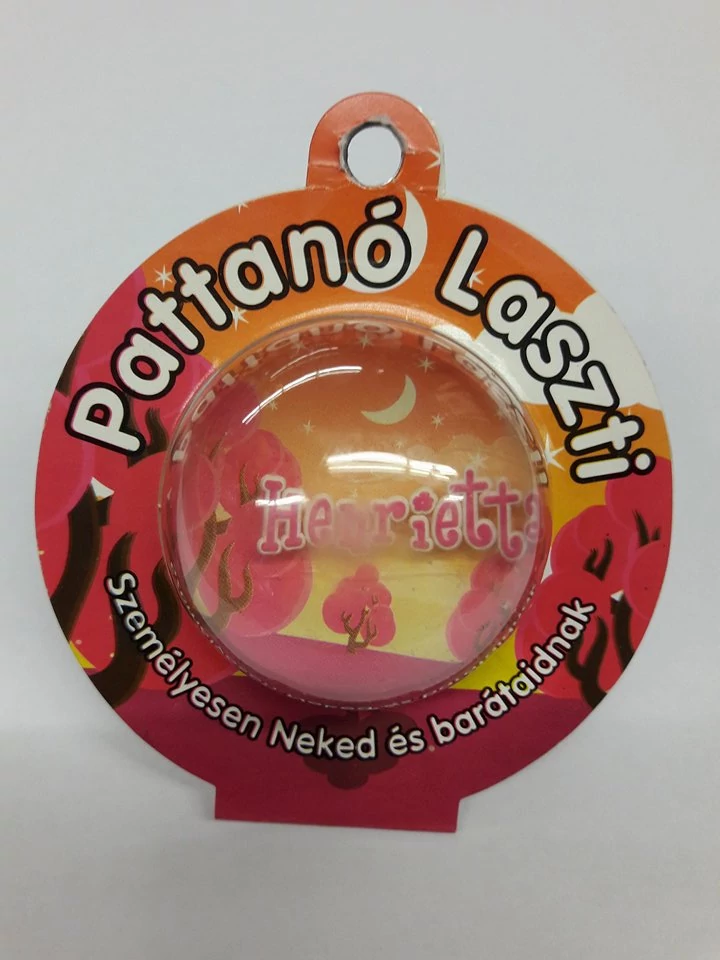 Pattanó Laszti
Henrietta
Személyesen Neked és barátaidnak